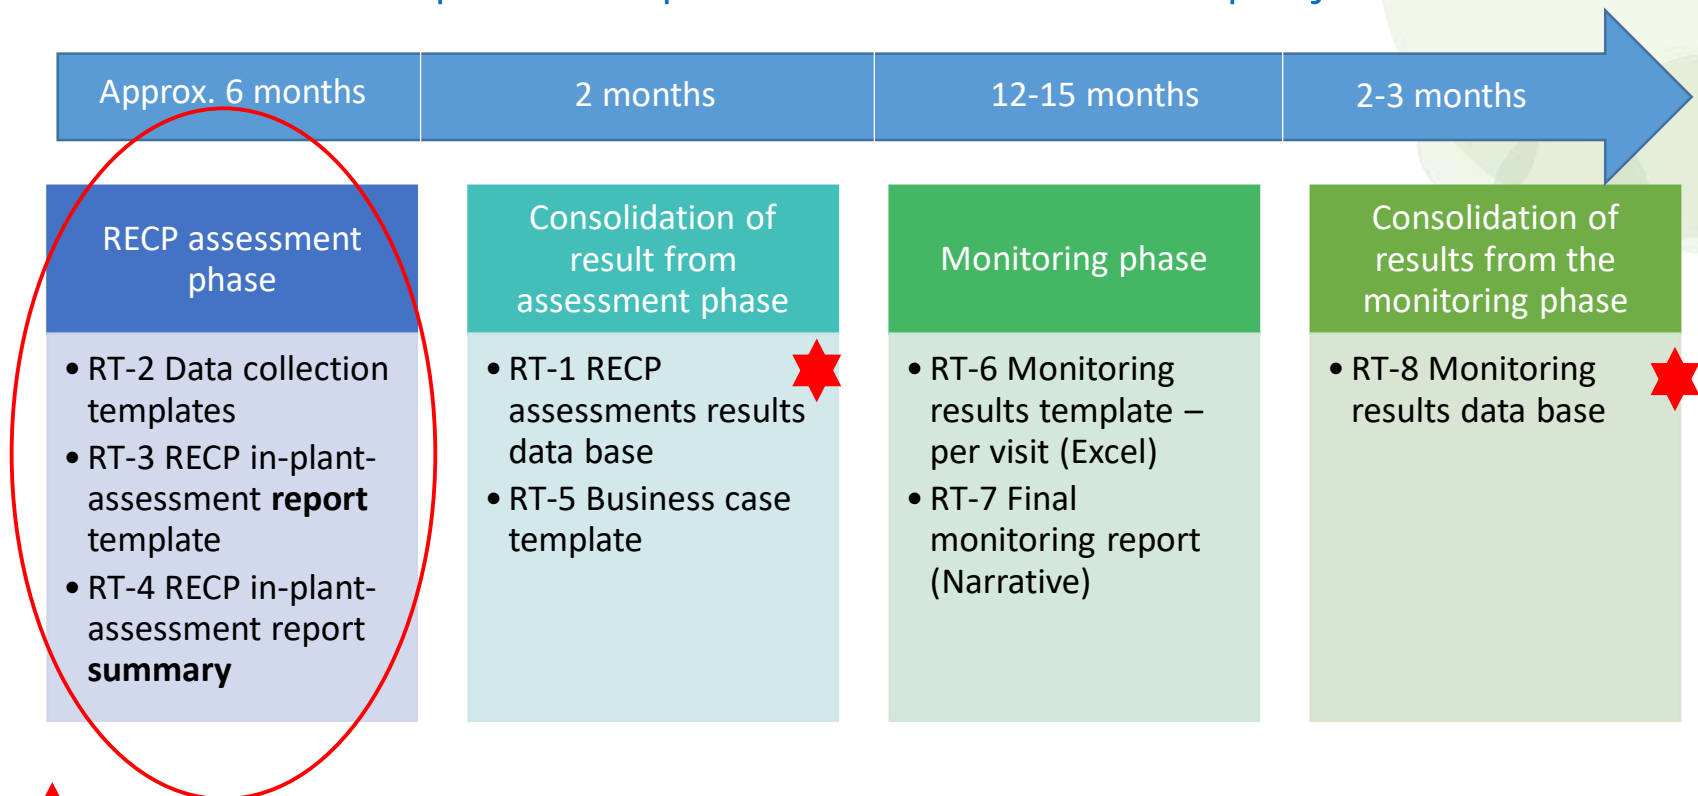 Approx. 6 months
2 months
12-15 months
2-3 months
RECP assessment
phase
• RT-2 Data collection
templates
• RT-3 RECP in-plant-
assessment report
template
• RT-4 RECP in-plant-
assessment report
summary
Consolidation of
result from
assessment phase
• RT-1 RECP
assessments results
data base
• RT-5 Business case
template
Monitoring phase
• RT-6 Monitoring
results template –
per visit (Excel)
• RT-7 Final
monitoring report
(Narrative)
Consolidation of
results from the
monitoring phase
• RT-8 Monitoring
results data base